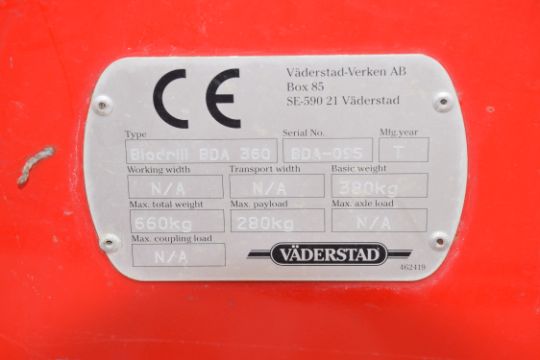 CE
Väderstad-Verken AB
Box 85
SE-590 21 Väderstad
Type Serial No. Mfg.year
Biodrill BDA 360 BDA-095 T
Working width Transport width Basic weight
N/A N/A 380kg
Max. total weight Max. payload Max. axle load
660kg 280kg N/A
Max. coupling load
N/A
VÄDERSTAD
462419